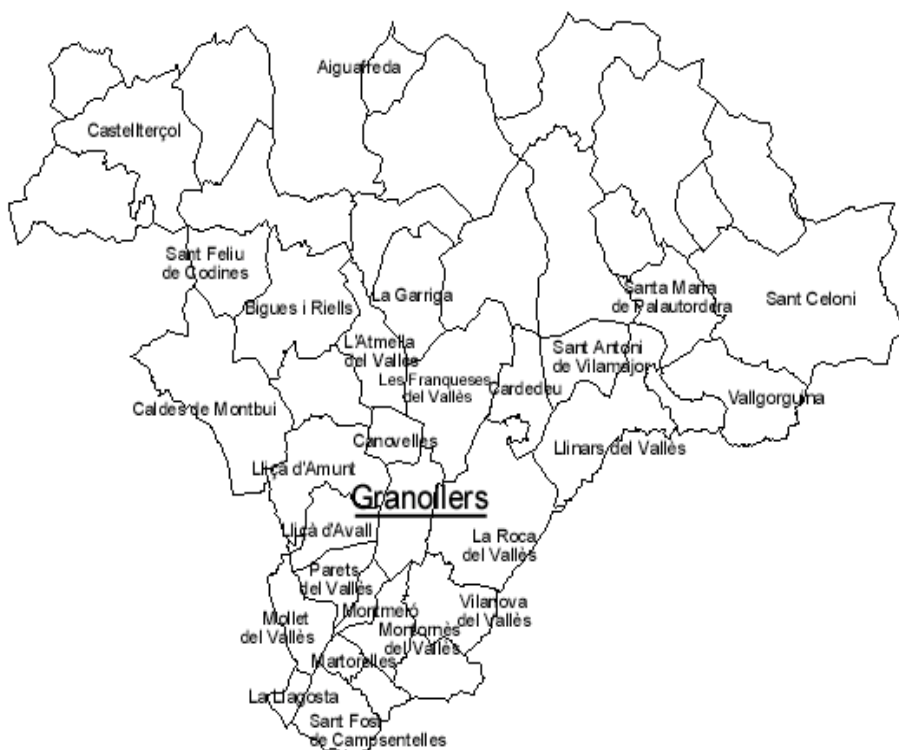 Aiguafreda
Castellterçol
Sant Feliu
de Codines
Bigues i Riells
La Garriga
Santa Maria
de Palautordera
Sant Celoni
L'Atmella
del Vallès
Sant Antoni
de Vilamajor
Les Franqueses
del Vallès
Cardedeu
Vallgorguina
Caldes de Montbui
Canovelles
Llinars del Vallès
Lliçà d'Amunt
Granollers
Lliçà d'Avall
La Roca
del Vallès
Parets
del Vallès
Vilanova
del Vallès
Montmeló
Mollet
del Vallès
Montornès
del Vallès
Martorelles
La Llagosta
Sant Fost
de Campsentelles